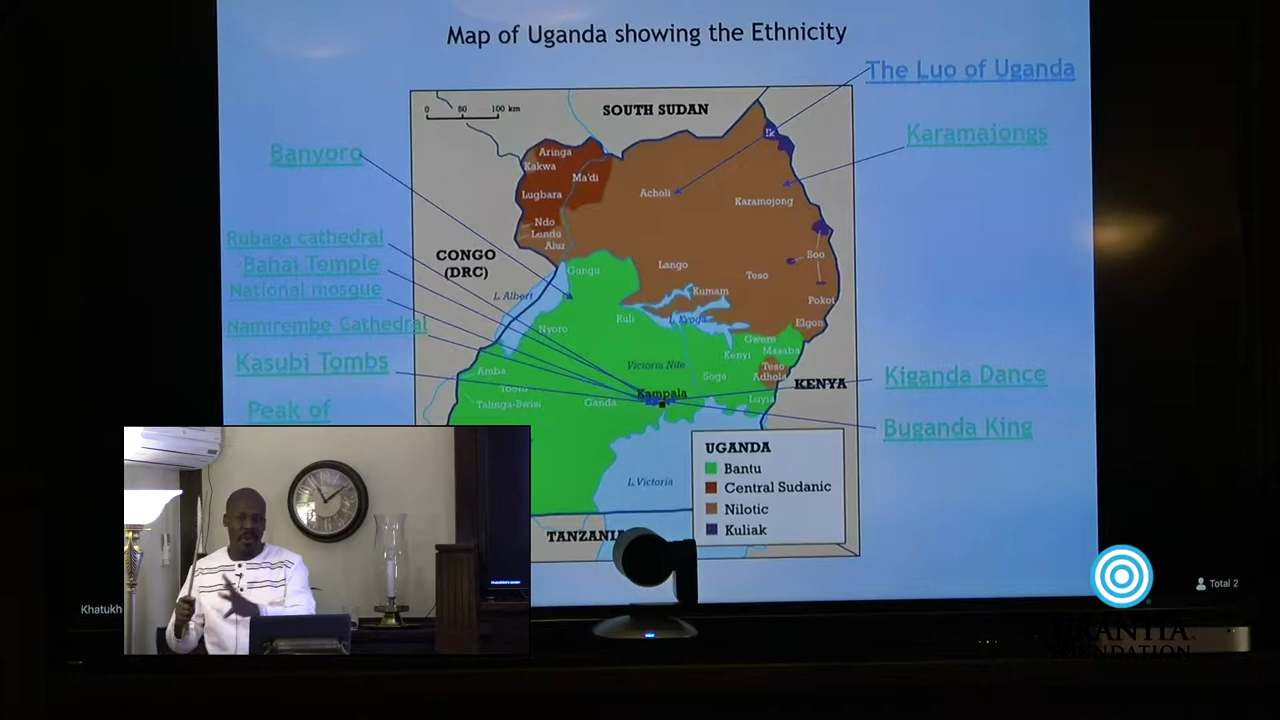 Map of Uganda showing the Ethnicity
The Luo of Uganda
Karamajongs
Banyoro
Rubaga cathedral
Bahai Temple
National mosque
Namirembe Cathedral
Kasubi Tombs
Peak of
Kiganda Dance
Buganda King
0 50 100 km
SOUTH SUDAN
Ik
Aringa
Kakwa
Ma'di
Lugbara
Acholi
Karamojong
Ndo
Lendu
Alur
CONGO
(DRC)
Soo
Gungu
Lango
Teso
L. Albert
Kumam
Pokot
Ruli
L. Kyoga
Elgon
Nyoro
Gwere
Kenyi
Masaba
Victoria Nile
Amba
Teso
Soga
Adhola
KENYA
Tooro
Kampala
Talinga-Bwisi
Ganda
Luyia
UGANDA
Bantu
L. Victoria
Central Sudanic
Nilotic
Kuliak
TANZANI
Khatukh
Total 2
URANTIA
FOUNDATION